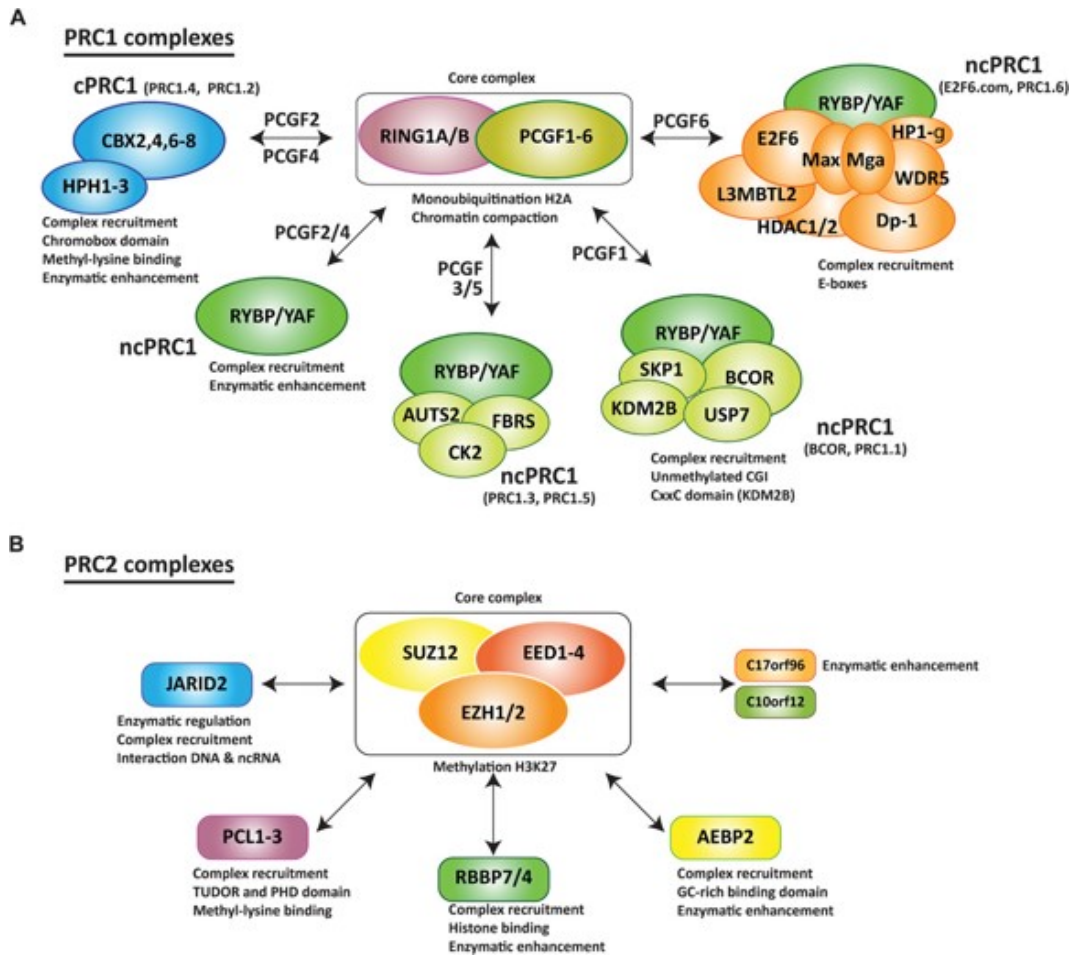 A
PRC1 complexes
cPRC1 (PRC1.4, PRC1.2)
CBX2,4,6-8
HPH1-3
Complex recruitment
Chromobox domain
Methyl-lysine binding
Enzymatic enhancement
PCGF2
PCGF4
Core complex
RING1A/B
PCGF1-6
Monoubiquitination H2A
Chromatin compaction
PCGF6
ncPRC1
(E2F6.com, PRC1.6)
RYBP/YAF
E2F6
HP1-g
Max
Mga
WDR5
L3MBTL2
HDAC1/2
Dp-1
Complex recruitment
E-boxes
PCGF2/4
RYBP/YAF
ncPRC1
Complex recruitment
Enzymatic enhancement
PCGF
3/5
RYBP/YAF
AUTS2
FBRS
CK2
ncPRC1
(PRC1.3, PRC1.5)
PCGF1
RYBP/YAF
SKP1
BCOR
KDM2B
USP7
ncPRC1
(BCOR, PRC1.1)
Complex recruitment
Unmethylated CGI
CxxC domain (KDM2B)
B
PRC2 complexes
Core complex
SUZ12
EED1-4
EZH1/2
Methylation H3K27
JARID2
Enzymatic regulation
Complex recruitment
Interaction DNA & ncRNA
C17orf96
Enzymatic enhancement
C10orf12
PCL1-3
Complex recruitment
TUDOR and PHD domain
Methyl-lysine binding
RBBP7/4
Complex recruitment
Histone binding
Enzymatic enhancement
AEBP2
Complex recruitment
GC-rich binding domain
Enzymatic enhancement